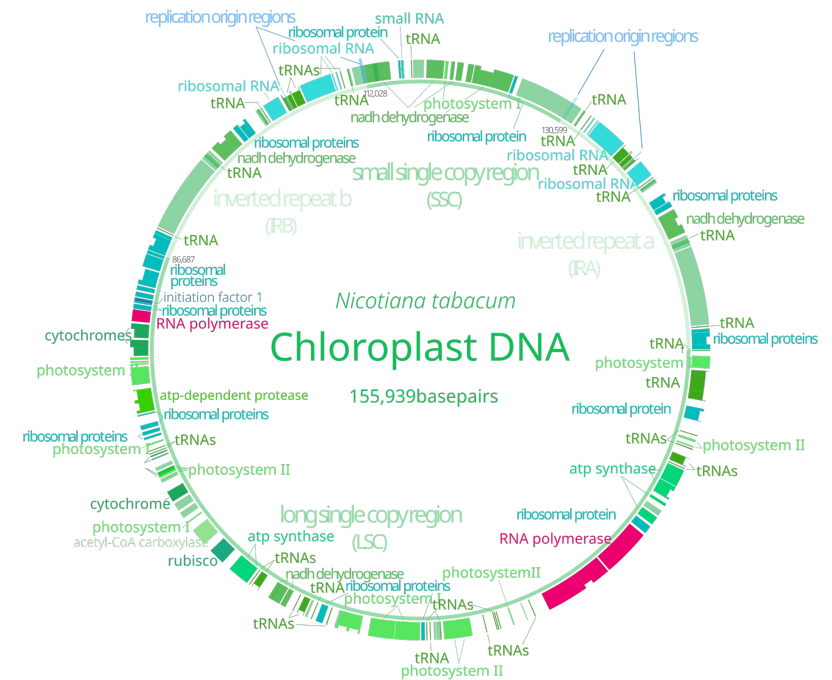 replication origin regions
small RNA
ribosomal protein
tRNA
ribosomal RNA
tRNAs
replication origin regions
ribosomal RNA
tRNA
tRNA
112,028
photosystem I
nadh dehydrogenase
tRNA
130,599
ribosomal protein
tRNA
ribosomal proteins
nadh dehydrogenase
tRNA
ribosomal RNA
tRNA
ribosomal RNA
tRNA
small single copy region
(SSC)
inverted repeat b
(IRB)
ribosomal proteins
nadh dehydrogenase
tRNA
inverted repeat a
(IRA)
tRNA
86,687
ribosomal
proteins
initiation factor 1
ribosomal proteins
RNA polymerase
Nicotiana tabacum
Chloroplast DNA
155,939basepairs
tRNA
ribosomal proteins
tRNA
photosystem I
tRNA
cytochromes
photosystem II
atp-dependent protease
ribosomal proteins
ribosomal protein
ribosomal proteins
photosystem I
tRNAs
photosystem II
tRNAs
photosystem II
atp synthase
tRNAs
cytochrome
photosystem I
acetyl-CoA carboxylase
rubisco
long single copy region
(LSC)
ribosomal protein
RNA polymerase
atp synthase
tRNAs
nadh dehydrogenase
tRNA
ribosomal proteins
photosystem I
photosystemII
tRNAs
tRNAs
tRNA
photosystem II
tRNAs